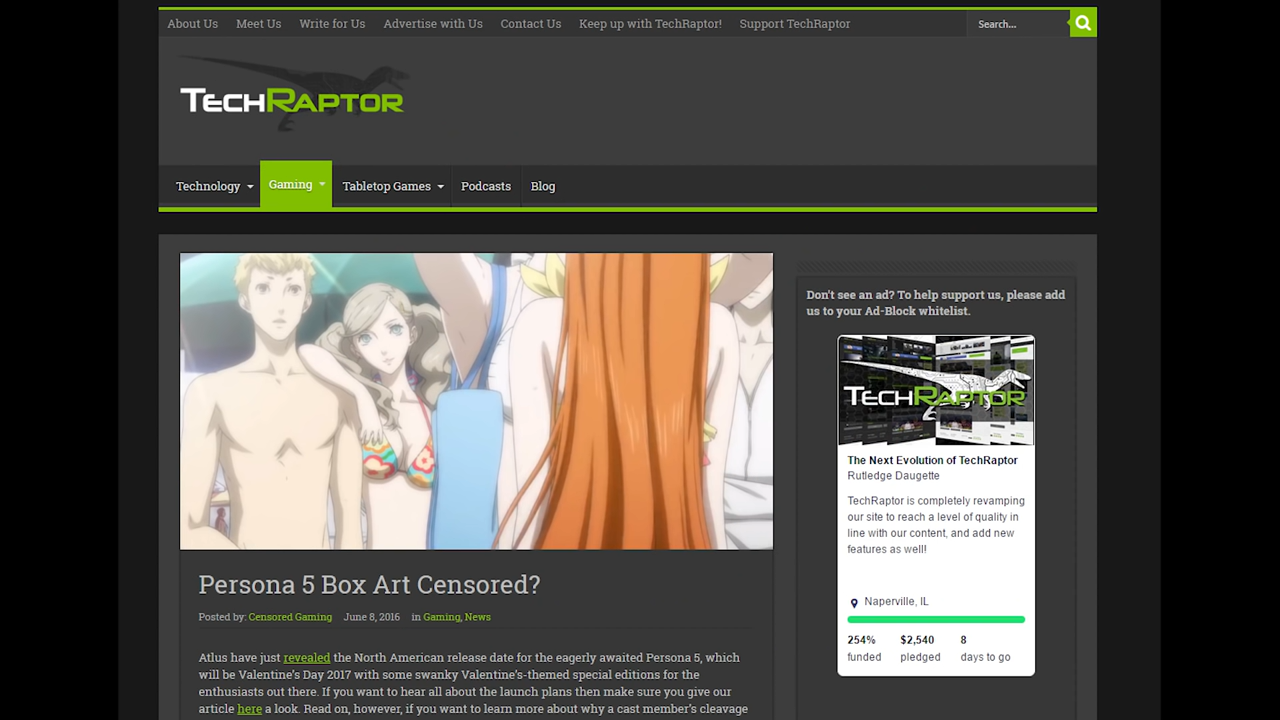 About Us Meet Us Write for Us Advertise with Us Contact Us Keep up with TechRaptor! Support TechRaptor Search...
TECHRAPTOR
Technology Gaming Tabletop Games Podcasts Blog
Persona 5 Box Art Censored?
Posted by: Censored Gaming June 8, 2016 in Gaming, News
Atlus have just revealed the North American release date for the eagerly awaited Persona 5, which
will be Valentine's Day 2017 with some swanky Valentine's-themed special editions for the
enthusiasts out there. If you want to hear all about the launch plans then make sure you give our
article here a look. Read on, however, if you want to learn more about why a cast member's cleavage
Don't see an ad? To help support us, please add
us to your Ad-Block whitelist.
TECHRAPTOR
The Next Evolution of TechRaptor
Rutledge Daugette
TechRaptor is completely revamping
our site to reach a level of quality in
line with our content, and add new
features as well!
Naperville, IL
254% $2,540 8
funded pledged days to go